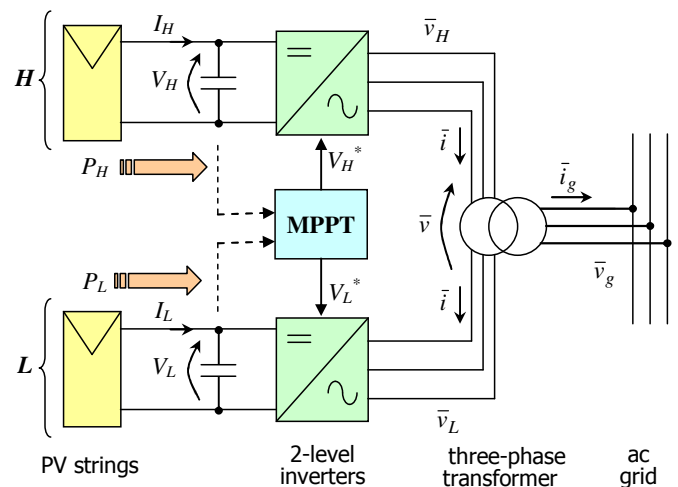 I_H
v̄_H
H
V_H
P_H
V_H*
ī
ī_g
MPPT
v̄
P_L
V_L*
ī
v̄_g
I_L
L
V_L
v̄_L
PV strings
2-level
inverters
three-phase
transformer
ac
grid